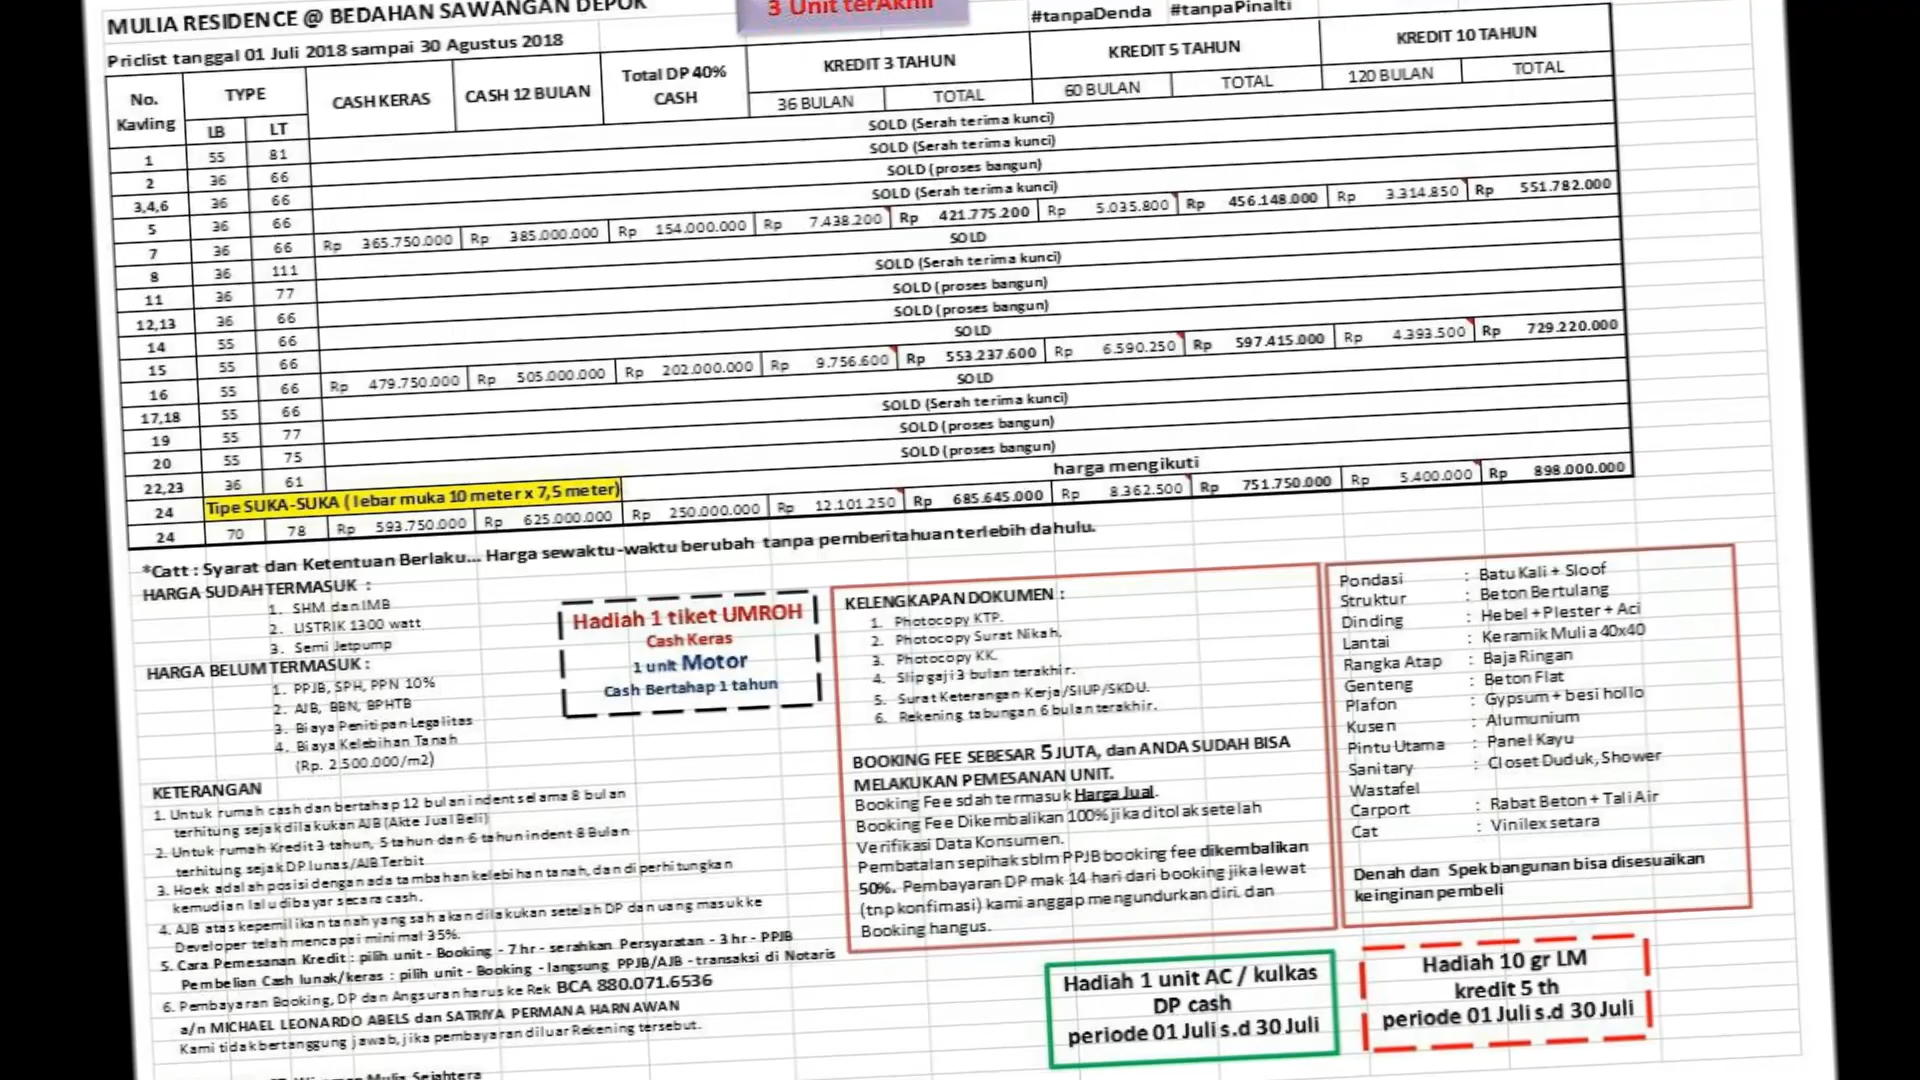 MULIA RESIDENCE @ BEDAHAN SAWANGAN DEPOK
3 Unit terAkhir
#tanpaDenda #tanpaPinalti
Priclist tanggal 01 Juli 2018 sampai 30 Agustus 2018
No. Kavling TYPE CASH KERAS CASH 12 BULAN Total DP 40% CASH KREDIT 3 TAHUN KREDIT 5 TAHUN KREDIT 10 TAHUN
LB LT 36 BULAN TOTAL 60 BULAN TOTAL 120 BULAN TOTAL
1 55 81 SOLD (Serah terima kunci)
2 36 66 SOLD (Serah terima kunci)
3,4,6 36 66 SOLD (proses bangun)
5 36 66 SOLD (Serah terima kunci)
7 36 66 Rp 365.750.000 Rp 385.000.000 Rp 154.000.000 Rp 7.438.200 Rp 421.775.200 Rp 5.035.800 Rp 456.148.000 Rp 3.314.850 Rp 551.782.000
8 36 111 SOLD
11 36 77 SOLD (Serah terima kunci)
12,13 36 66 SOLD (proses bangun)
14 55 66 SOLD (proses bangun)
15 55 66 SOLD
16 55 66 Rp 479.750.000 Rp 505.000.000 Rp 202.000.000 Rp 9.756.600 Rp 553.237.600 Rp 6.590.250 Rp 597.415.000 Rp 4.393.500 Rp 729.220.000
17,18 55 66 SOLD
19 55 77 SOLD (Serah terima kunci)
20 55 75 SOLD (proses bangun)
22,23 36 61 SOLD (proses bangun)
24 Tipe SUKA-SUKA ( lebar muka 10 meter x 7,5 meter) harga mengikuti
24 70 78 Rp 593.750.000 Rp 625.000.000 Rp 250.000.000 Rp 12.101.250 Rp 685.645.000 Rp 8.362.500 Rp 751.750.000 Rp 5.400.000 Rp 898.000.000
*Catt : Syarat dan Ketentuan Berlaku... Harga sewaktu-waktu berubah tanpa pemberitahuan terlebih dahulu.
HARGA SUDAH TERMASUK :
1. SHM dan IMB
2. LISTRIK 1300 watt
3. Semi Jetpump
HARGA BELUM TERMASUK :
1. PPJB, SPH, PPN 10%
2. AJB, BBN, BPHTB
3. Biaya Penitipan Legalitas
4. Biaya Kelebihan Tanah
(Rp. 2.500.000/m2)
Hadiah 1 tiket UMROH
Cash Keras
1 unit Motor
Cash Bertahap 1 tahun
KETERANGAN
1. Untuk rumah cash dan bertahap 12 bulan indent selama 8 bulan
terhitung sejak dilakukan AJB (Akte Jual Beli)
2. Untuk rumah Kredit 3 tahun, 5 tahun dan 6 tahun indent 8 Bulan
terhitung sejak DP lunas/AJB Terbit
3. Hoek adalah posisi dengan ada tambahan kelebihan tanah, dan diperhitungkan
kemudian lalu dibayar secara cash.
4. AJB atas kepemilikan tanah yang sah akan dilakukan setelah DP dan uang masuk ke
Developer telah mencapai minimal 35%.
5. Cara Pemesanan Kredit : pilih unit - Booking - 7 hr - serahkan Persyaratan - 3 hr - PPJB
Pembelian Cash lunak/keras : pilih unit - Booking - langsung PPJB/AJB - transaksi di Notaris
6. Pembayaran Booking, DP dan Angsuran harus ke Rek BCA 880.071.6536
a/n MICHAEL LEONARDO ABELS dan SATRIYA PERMANA HARNAWAN
Kami tidak bertanggung jawab, jika pembayaran diluar Rekening tersebut.
Mulia Sejahtera
KELENGKAPAN DOKUMEN :
1. Photocopy KTP.
2. Photocopy Surat Nikah.
3. Photocopy KK.
4. Slip gaji 3 bulan terakhir.
5. Surat Keterangan Kerja/SIUP/SKDU.
6. Rekening tabungan 6 bulan terakhir.
BOOKING FEE SEBESAR 5 JUTA, dan ANDA SUDAH BISA
MELAKUKAN PEMESANAN UNIT.
Booking Fee sdah termasuk Harga Jual.
Booking Fee Dikembalikan 100% jika ditolak setelah
Verifikasi Data Konsumen.
Pembatalan sepihak sblm PPJB booking fee dikembalikan
50%. Pembayaran DP mak 14 hari dari booking jika lewat
(tnp konfimasi) kami anggap mengundurkan diri. dan
Booking hangus.
Pondasi : Batu Kali + Sloof
Struktur : Beton Bertulang
Dinding : Hebel + Plester + Aci
Lantai : Keramik Mulia 40x40
Rangka Atap : Baja Ringan
Genteng : Beton Flat
Plafon : Gypsum + besi hollo
Kusen : Alumunium
Pintu Utama : Panel Kayu
Sanitary : Closet Duduk, Shower
Wastafel
Carport : Rabat Beton + Tali Air
Cat : Vinilex setara
Denah dan Spek bangunan bisa disesuaikan
keinginan pembeli
Hadiah 1 unit AC / kulkas
DP cash
periode 01 Juli s.d 30 Juli
Hadiah 10 gr LM
kredit 5 th
periode 01 Juli s.d 30 Juli